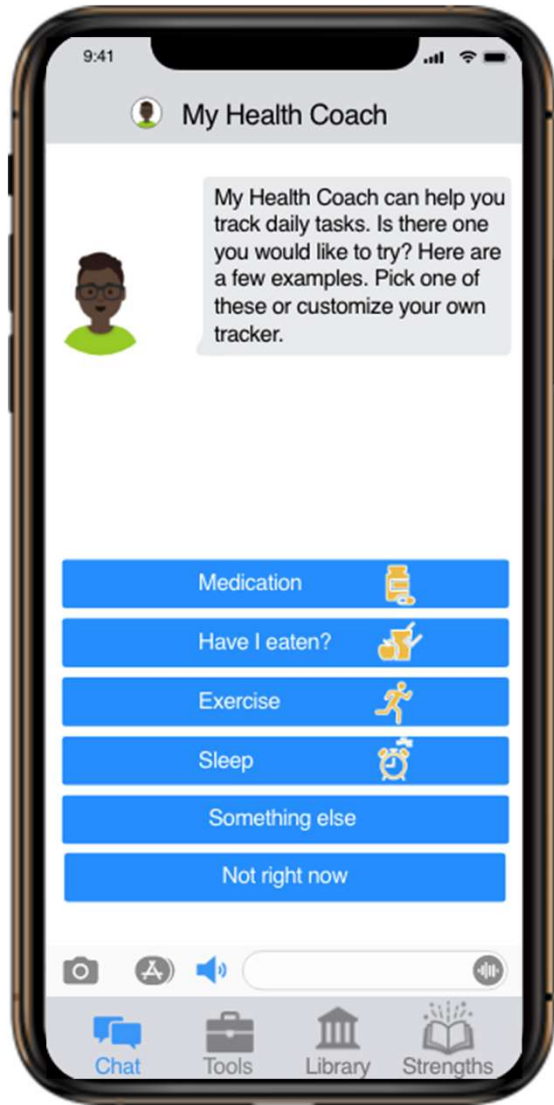 9:41
My Health Coach
My Health Coach can help you
track daily tasks. Is there one
you would like to try? Here are
a few examples. Pick one of
these or customize your own
tracker.
Medication
Have I eaten?
Exercise
Sleep
Something else
Not right now
Chat
Tools
Library
Strengths